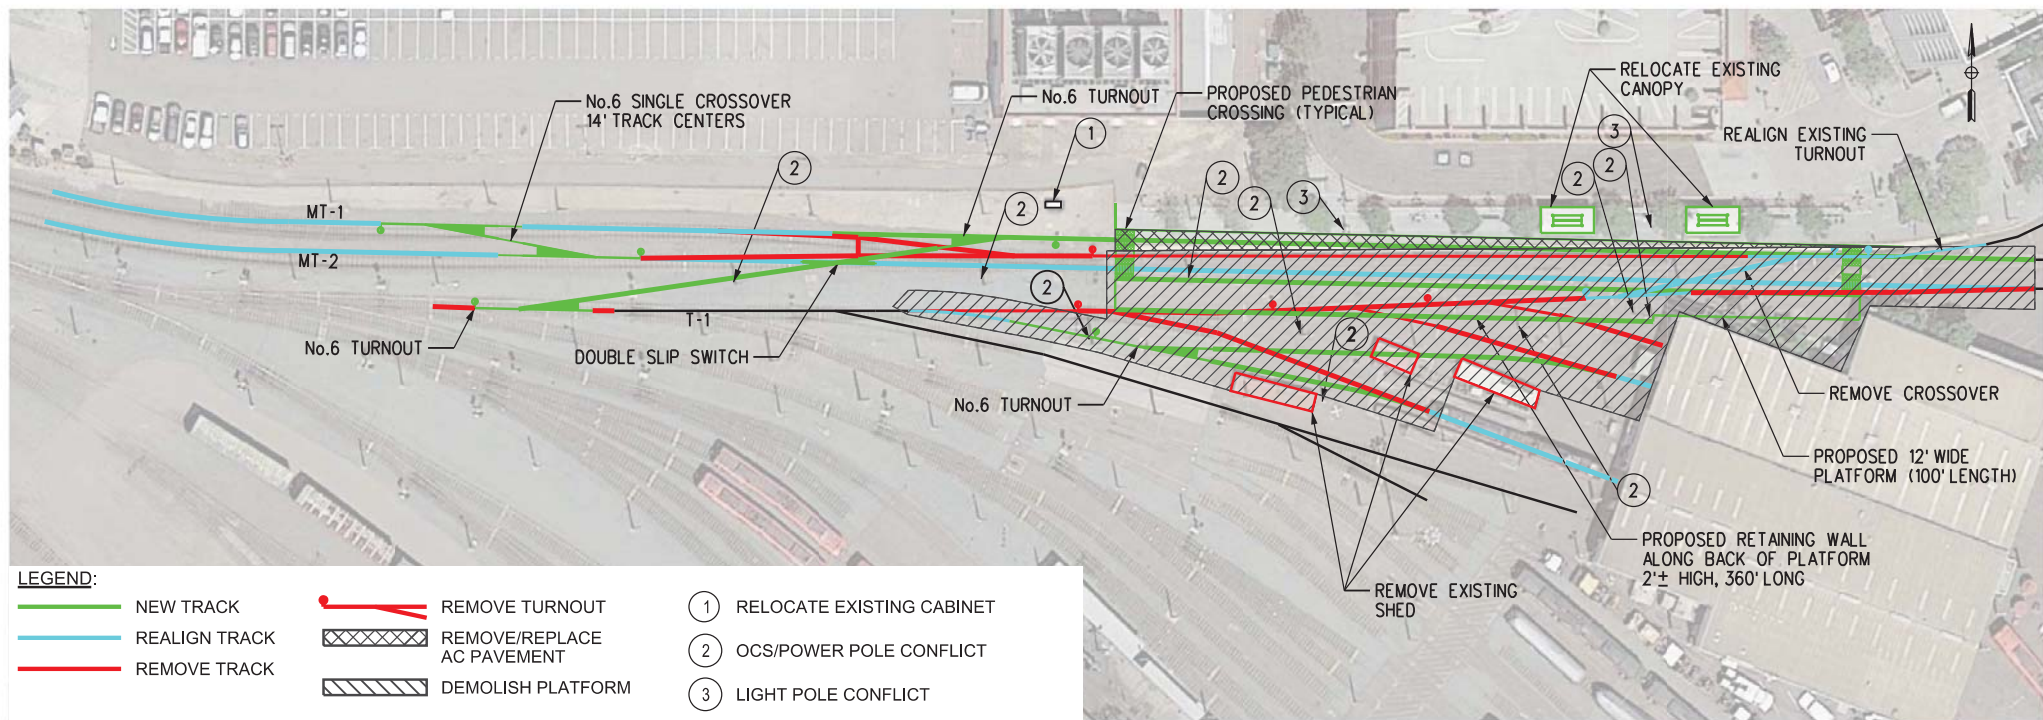 No.6 SINGLE CROSSOVER
14' TRACK CENTERS
2
No.6 TURNOUT
1
PROPOSED PEDESTRIAN
CROSSING (TYPICAL)
RELOCATE EXISTING
CANOPY
3
REALIGN EXISTING
TURNOUT
2
2
2
2
3
2
MT-1
MT-2
2
T-1
No.6 TURNOUT
DOUBLE SLIP SWITCH
No.6 TURNOUT
2
REMOVE CROSSOVER
PROPOSED 12' WIDE
PLATFORM (100' LENGTH)
2
PROPOSED RETAINING WALL
ALONG BACK OF PLATFORM
2'± HIGH, 360' LONG
REMOVE EXISTING
SHED
LEGEND:
NEW TRACK
REALIGN TRACK
REMOVE TRACK
REMOVE TURNOUT
REMOVE/REPLACE
AC PAVEMENT
DEMOLISH PLATFORM
1 RELOCATE EXISTING CABINET
2 OCS/POWER POLE CONFLICT
3 LIGHT POLE CONFLICT